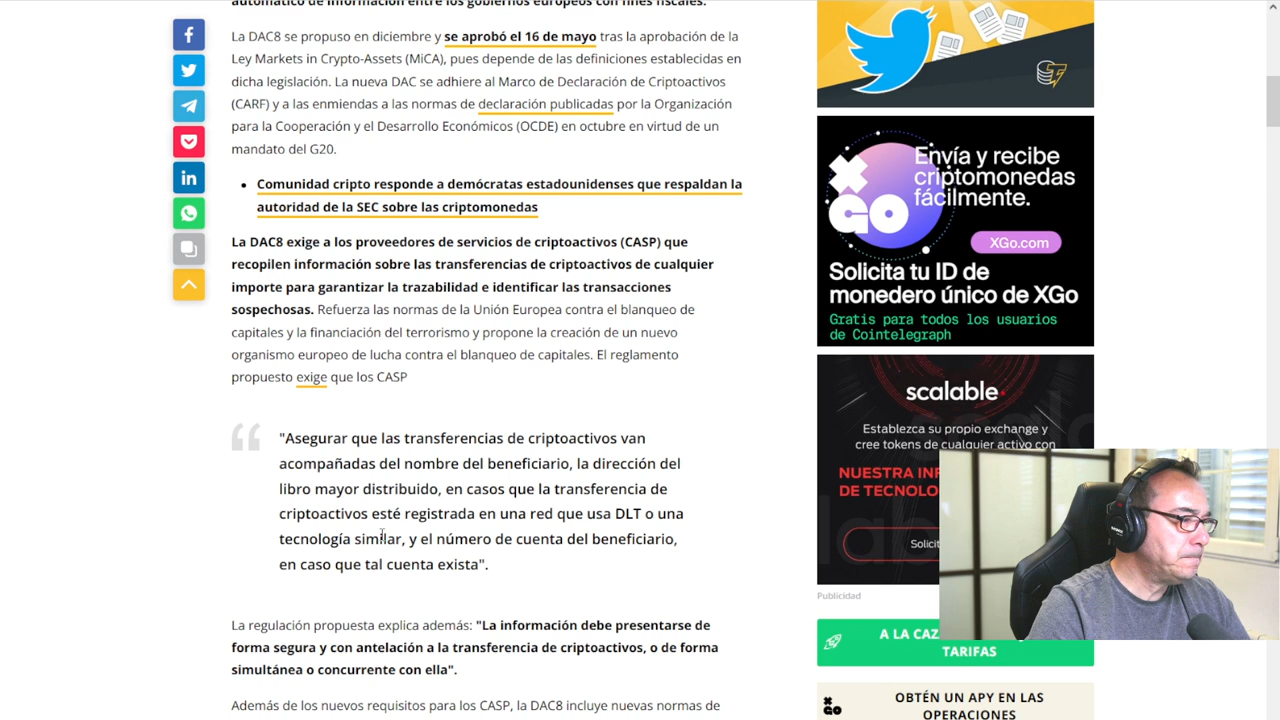 automático de información entre los gobiernos europeos con fines fiscales.
La DAC8 se propuso en diciembre y se aprobó el 16 de mayo tras la aprobación de la
Ley Markets in Crypto-Assets (MiCA), pues depende de las definiciones establecidas en
dicha legislación. La nueva DAC se adhiere al Marco de Declaración de Criptoactivos
(CARF) y a las enmiendas a las normas de declaración publicadas por la Organización
para la Cooperación y el Desarrollo Económicos (OCDE) en octubre en virtud de un
mandato del G20.
• Comunidad cripto responde a demócratas estadounidenses que respaldan la
autoridad de la SEC sobre las criptomonedas
La DAC8 exige a los proveedores de servicios de criptoactivos (CASP) que
recopilen información sobre las transferencias de criptoactivos de cualquier
importe para garantizar la trazabilidad e identificar las transacciones
sospechosas. Refuerza las normas de la Unión Europea contra el blanqueo de
capitales y la financiación del terrorismo y propone la creación de un nuevo
organismo europeo de lucha contra el blanqueo de capitales. El reglamento
propuesto exige que los CASP
"Asegurar que las transferencias de criptoactivos van
acompañadas del nombre del beneficiario, la dirección del
libro mayor distribuido, en casos que la transferencia de
criptoactivos esté registrada en una red que usa DLT o una
tecnología similar, y el número de cuenta del beneficiario,
en caso que tal cuenta exista".
La regulación propuesta explica además: "La información debe presentarse de
forma segura y con antelación a la transferencia de criptoactivos, o de forma
simultánea o concurrente con ella".
Además de los nuevos requisitos para los CASP, la DAC8 incluye nuevas normas de
XGO
Envía y recibe
criptomonedas
fácilmente.
XGo.com
Solicita tu ID de
monedero único de XGo
Gratis para todos los usuarios
de Cointelegraph
scalable
Establezca su propio exchange y
cree tokens de cualquier activo con
NUESTRA
DE
Publicidad
A LA
TARIFAS
XGO
OBTÉN UN APY EN LAS
OPERACIONES